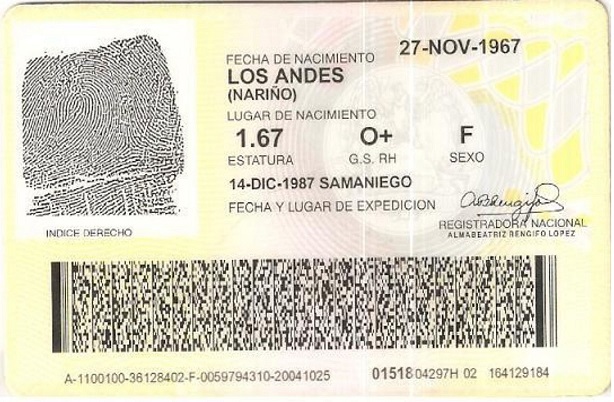 FECHA DE NACIMIENTO 27-NOV-1967
LOS ANDES
(NARIÑO)
LUGAR DE NACIMIENTO
1.67 O+ F
ESTATURA G.S. RH SEXO
14-DIC-1987 SAMANIEGO
FECHA Y LUGAR DE EXPEDICION
REGISTRADORA NACIONAL
ALMABEATRIZ RENGIFO LOPEZ
INDICE DERECHO
A-1100100-36128402-F-0059794310-20041025 0151804297H 02 164129184